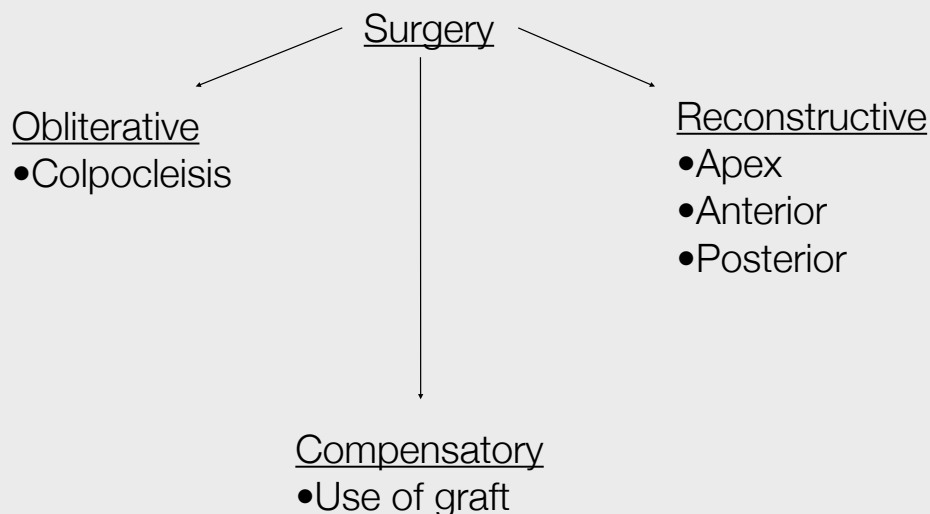 Surgery
Obliterative
•Colpocleisis
Reconstructive
•Apex
•Anterior
•Posterior
Compensatory
•Use of graft